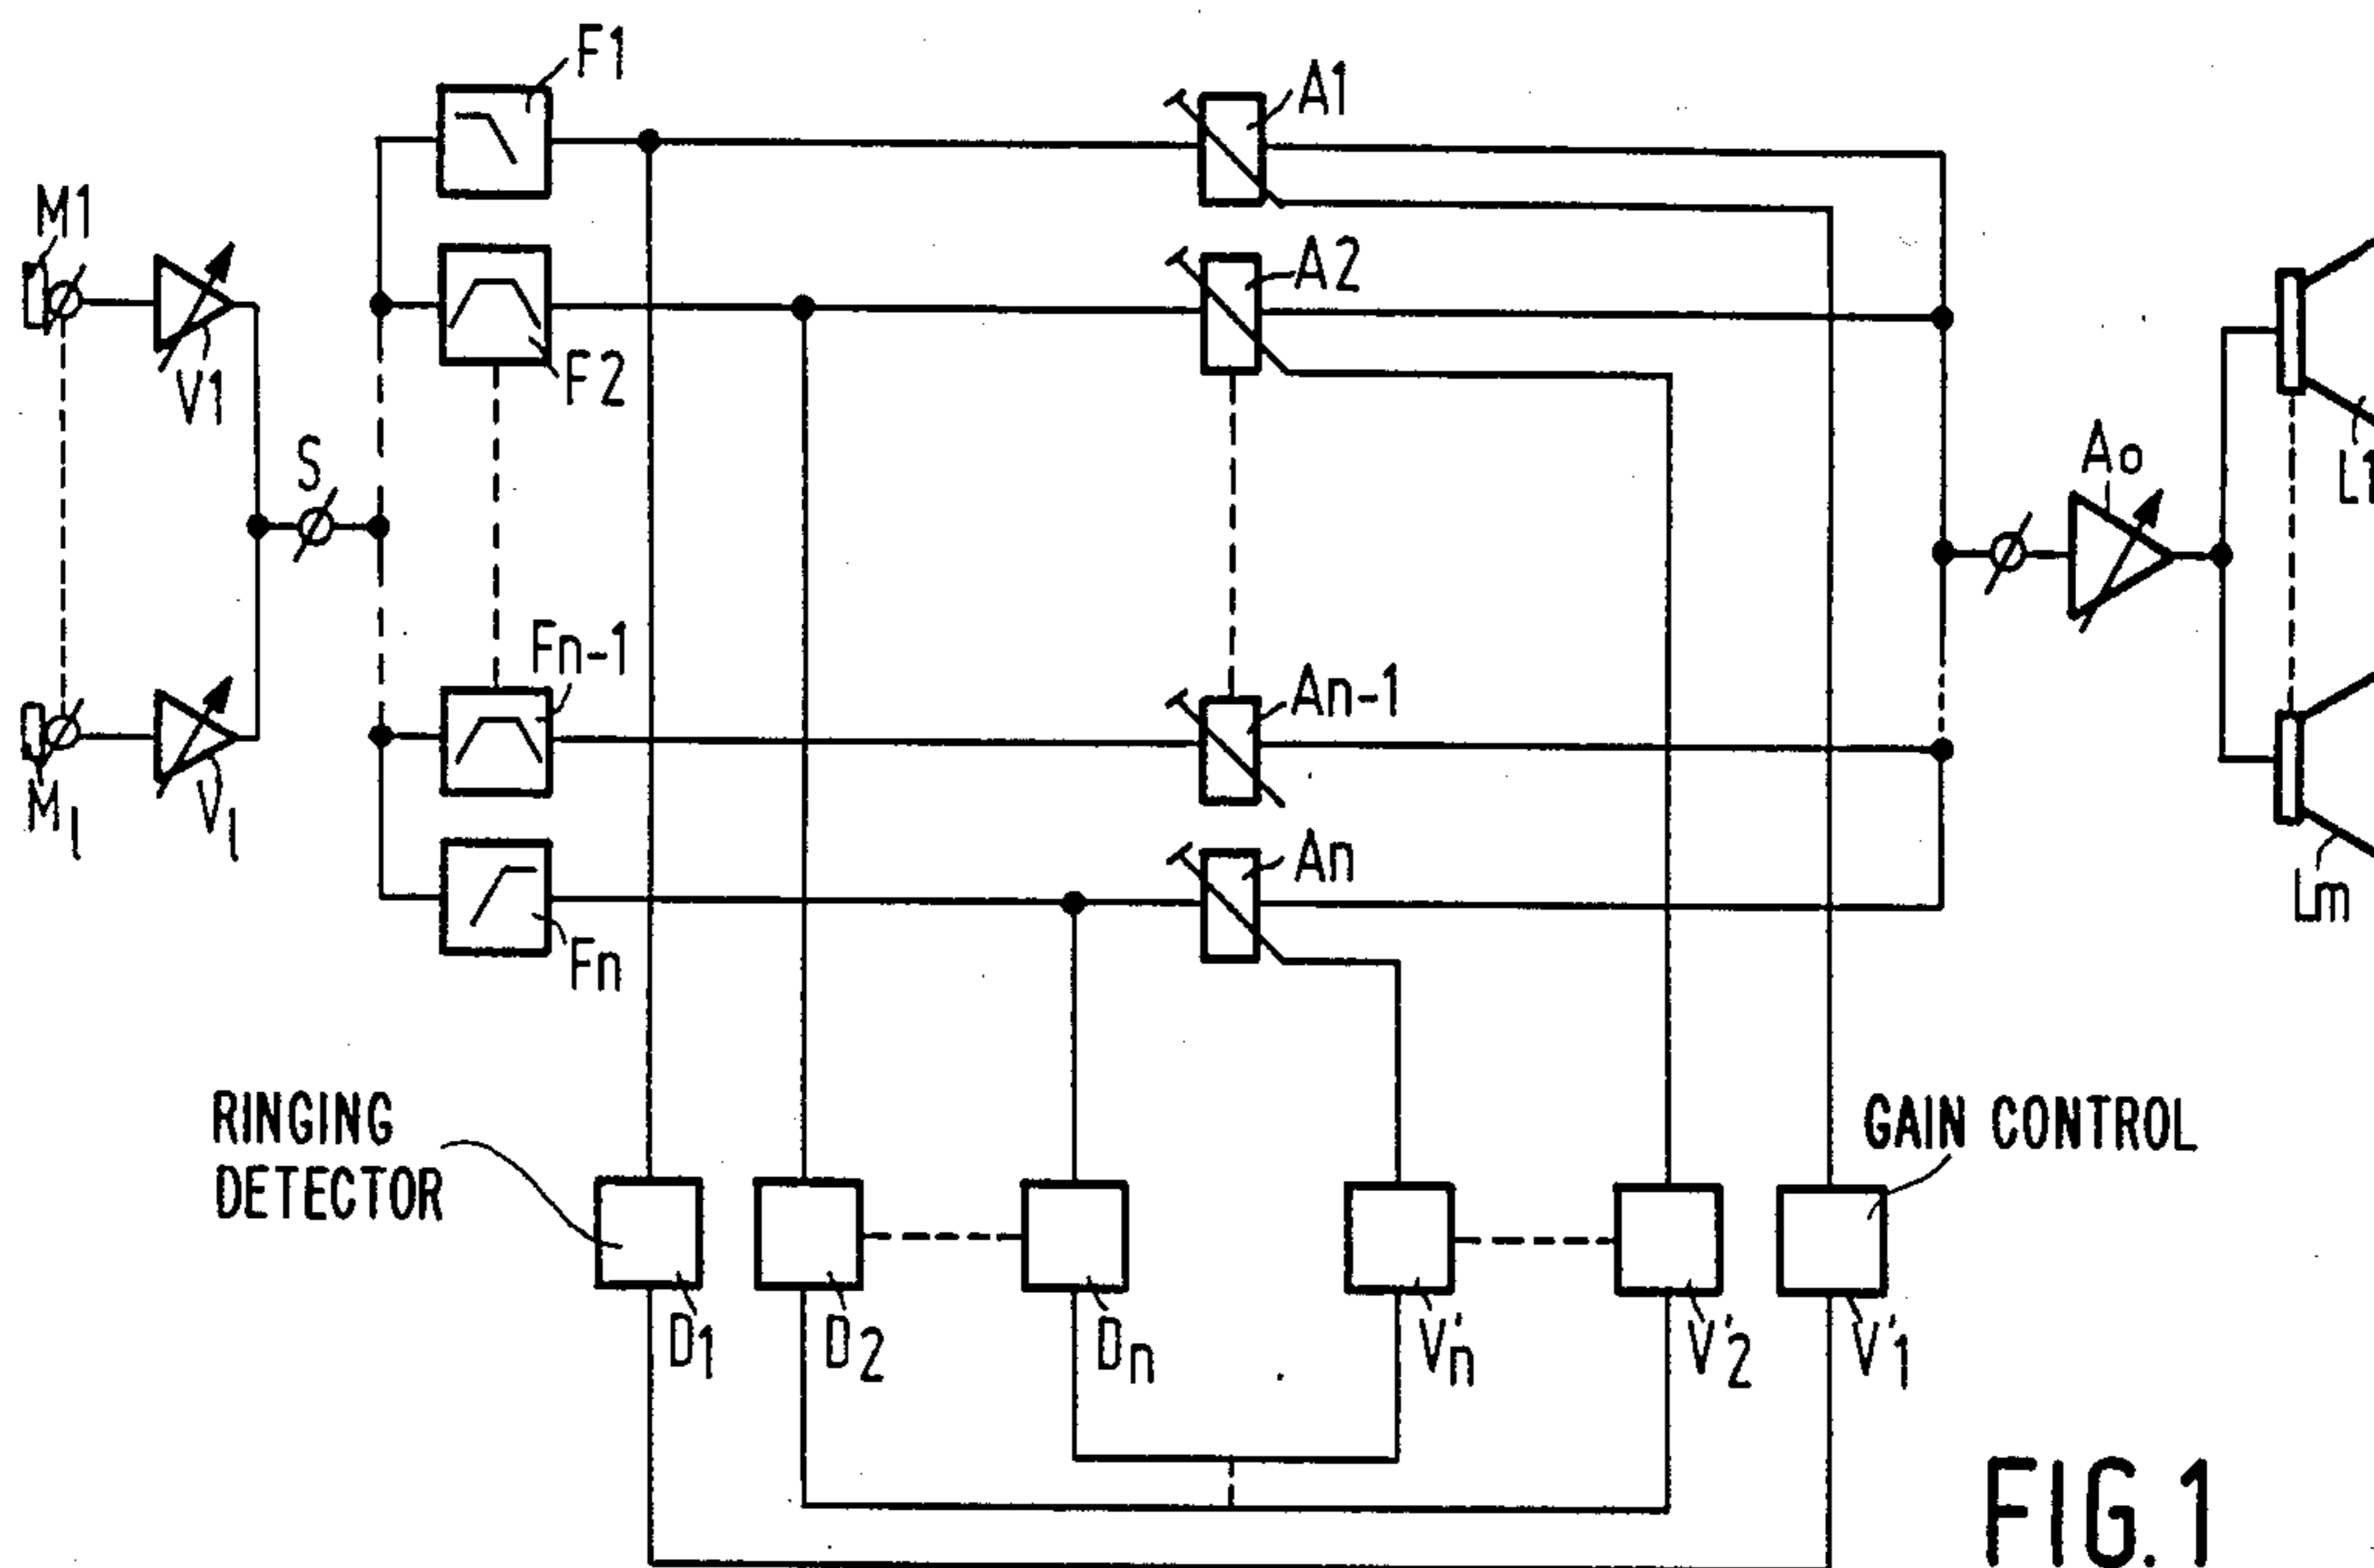 F1
A1
M1
A2
V1
F2
S
Ao
L1
Fn-1
An-1
Ml
Vl
An
Lm
Fn
RINGING
DETECTOR
GAIN CONTROL
D1
D2
Dn
V'n
V'2
V'1
FIG.1